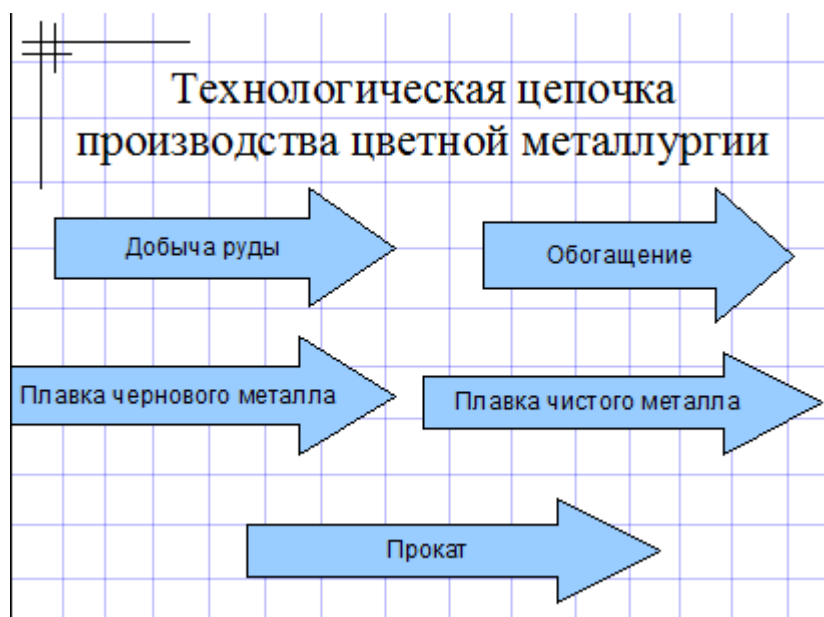 Технологическая цепочка
производства цветной металлургии
Добыча руды
Обогащение
Плавка чернового металла
Плавка чистого металла
Прокат